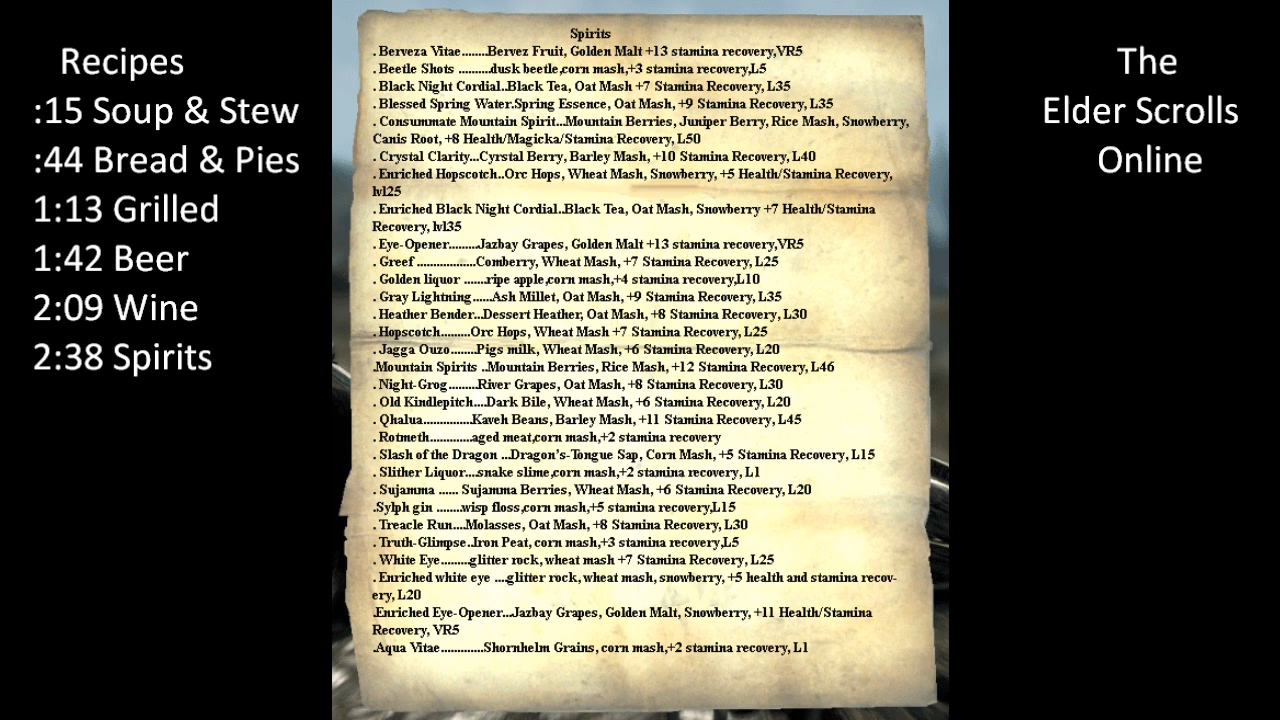 Recipes
:15 Soup & Stew
:44 Bread & Pies
1:13 Grilled
1:42 Beer
2:09 Wine
2:38 Spirits
Spirits
. Berveza Vitae........Bervez Fruit, Golden Malt +13 stamina recovery,VR5
. Beetle Shots ..........dusk beetle,corn mash,+3 stamina recovery,L5
. Black Night Cordial..Black Tea, Oat Mash +7 Stamina Recovery, L35
. Blessed Spring Water.Spring Essence, Oat Mash, +9 Stamina Recovery, L35
. Consummate Mountain Spirit...Mountain Berries, Juniper Berry, Rice Mash, Snowberry,
Canis Root, +8 Health/Magicka/Stamina Recovery, L50
. Crystal Clarity...Cyrstal Berry, Barley Mash, +10 Stamina Recovery, L40
. Enriched Hopscotch..Orc Hops, Wheat Mash, Snowberry, +5 Health/Stamina Recovery,
lvl25
. Enriched Black Night Cordial..Black Tea, Oat Mash, Snowberry +7 Health/Stamina
Recovery, lvl35
. Eye-Opener.........Jazbay Grapes, Golden Malt +13 stamina recovery,VR5
. Greef ..................Comberry, Wheat Mash, +7 Stamina Recovery, L25
. Golden liquor .......ripe apple,corn mash,+4 stamina recovery,L10
. Gray Lightning......Ash Millet, Oat Mash, +9 Stamina Recovery, L35
. Heather Bender...Dessert Heather, Oat Mash, +8 Stamina Recovery, L30
. Hopscotch.........Orc Hops, Wheat Mash +7 Stamina Recovery, L25
. Jagga Ouzo........Pigs milk, Wheat Mash, +6 Stamina Recovery, L20
.Mountain Spirits ..Mountain Berries, Rice Mash, +12 Stamina Recovery, L46
. Night-Grog.........River Grapes, Oat Mash, +8 Stamina Recovery, L30
. Old Kindlepitch....Dark Bile, Wheat Mash, +6 Stamina Recovery, L20
. Qhalua...............Kaveh Beans, Barley Mash, +11 Stamina Recovery, L45
. Rotmeth.............aged meat,corn mash,+2 stamina recovery
. Slash of the Dragon ...Dragon's-Tongue Sap, Corn Mash, +5 Stamina Recovery, L15
. Slither Liquor....snake slime,corn mash,+2 stamina recovery, L1
. Sujamma ...... Sujamma Berries, Wheat Mash, +6 Stamina Recovery, L20
.Sylph gin ........wisp floss,corn mash,+5 stamina recovery,L15
. Treacle Run....Molasses, Oat Mash, +8 Stamina Recovery, L30
. Truth-Glimpse..Iron Peat, corn mash,+3 stamina recovery,L5
. White Eye.........glitter rock, wheat mash +7 Stamina Recovery, L25
. Enriched white eye ....glitter rock, wheat mash, snowberry, +5 health and stamina recov-
ery, L20
.Enriched Eye-Opener...Jazbay Grapes, Golden Malt, Snowberry, +11 Health/Stamina
Recovery, VR5
.Aqua Vitae.............Shornhelm Grains, corn mash,+2 stamina recovery, L1
The
Elder Scrolls
Online